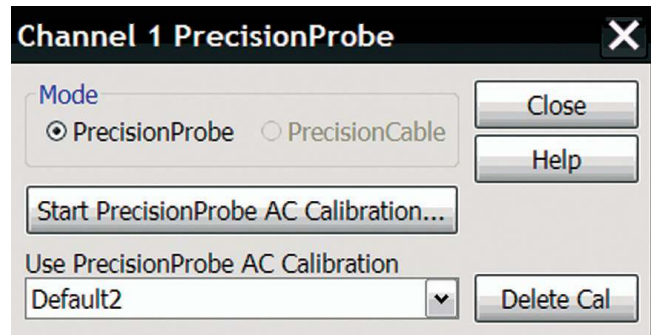 Channel 1 PrecisionProbe
Mode
PrecisionProbe PrecisionCable
Close
Help
Start PrecisionProbe AC Calibration...
Use PrecisionProbe AC Calibration
Default2
Delete Cal